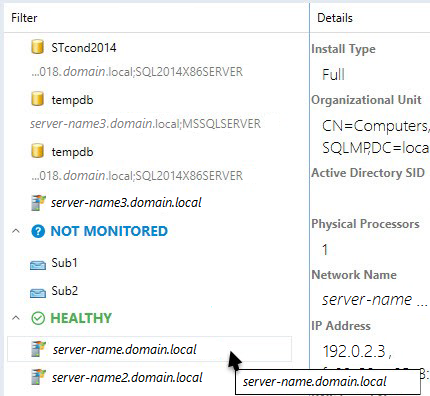 Filter
STcond2014
...018.domain.local;SQL2014X86SERVER
tempdb
server-name3.domain.local;MSSQLSERVER
tempdb
...018.domain.local;SQL2014X86SERVER
server-name3.domain.local
NOT MONITORED
Sub1
Sub2
HEALTHY
server-name.domain.local
server-name2.domain.local
server-name.domain.local
Details
Install Type
Full
Organizational Unit
CN=Computers,
SQLMP,DC=loca
Active Directory SID
Physical Processors
1
Network Name
server-name ...
IP Address
192.0.2.3 ,